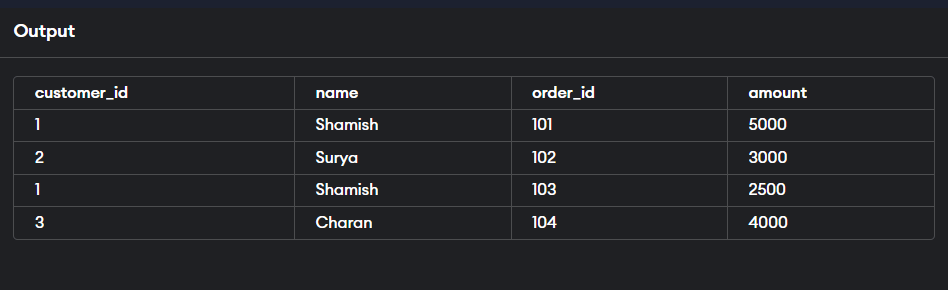 Output
customer_id name order_id amount
1 Shamish 101 5000
2 Surya 102 3000
1 Shamish 103 2500
3 Charan 104 4000